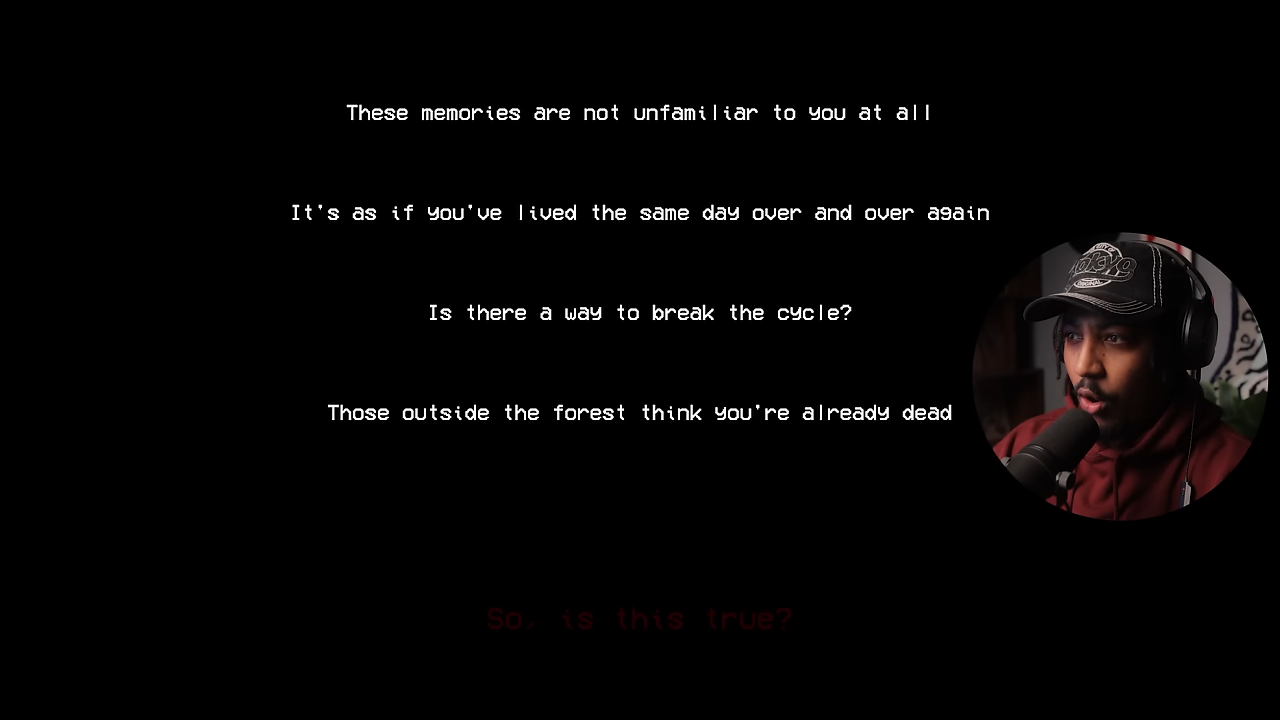 These memories are not unfamiliar to you at all
It's as if you've lived the same day over and over again
Is there a way to break the cycle?
Those outside the forest think you're already dead
So, is this true?
Tokyo
ORIGINAL